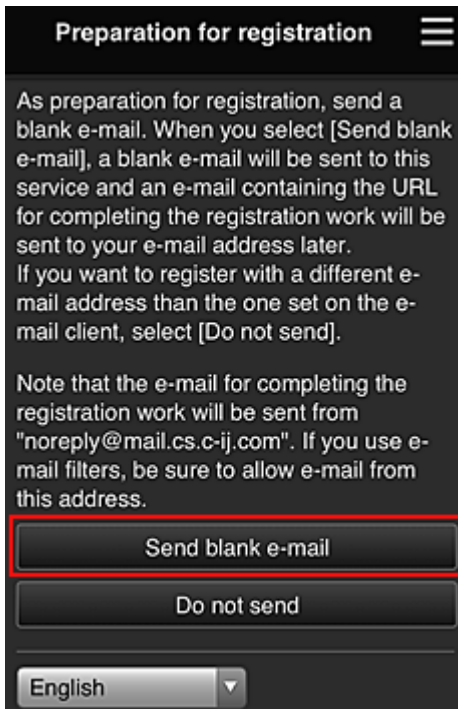 Preparation for registration
As preparation for registration, send a
blank e-mail. When you select [Send blank
e-mail], a blank e-mail will be sent to this
service and an e-mail containing the URL
for completing the registration work will be
sent to your e-mail address later.
If you want to register with a different e-
mail address than the one set on the e-
mail client, select [Do not send].
Note that the e-mail for completing the
registration work will be sent from
"noreply@mail.cs.c-ij.com". If you use e-
mail filters, be sure to allow e-mail from
this address.
Send blank e-mail
Do not send
English